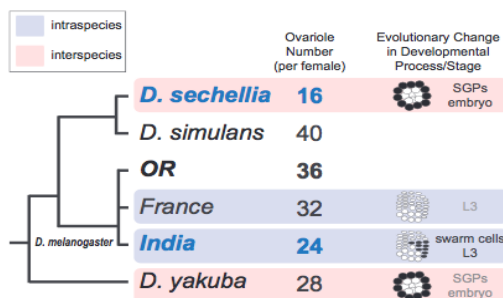 intraspecies
interspecies
Ovariole
Number
(per female)
Evolutionary Change
in Developmental
Process/Stage
D. sechellia 16 SGPs
embryo
D. simulans 40
OR 36
France 32 L3
D. melanogaster India 24 swarm cells
L3
D. yakuba 28 SGPs
embryo